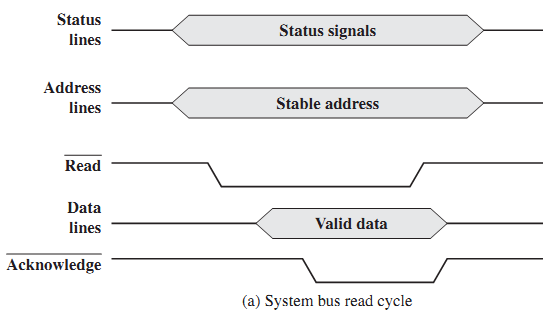 Status
lines
Status signals
Address
lines
Stable address
Read
Data
lines
Valid data
Acknowledge
(a) System bus read cycle